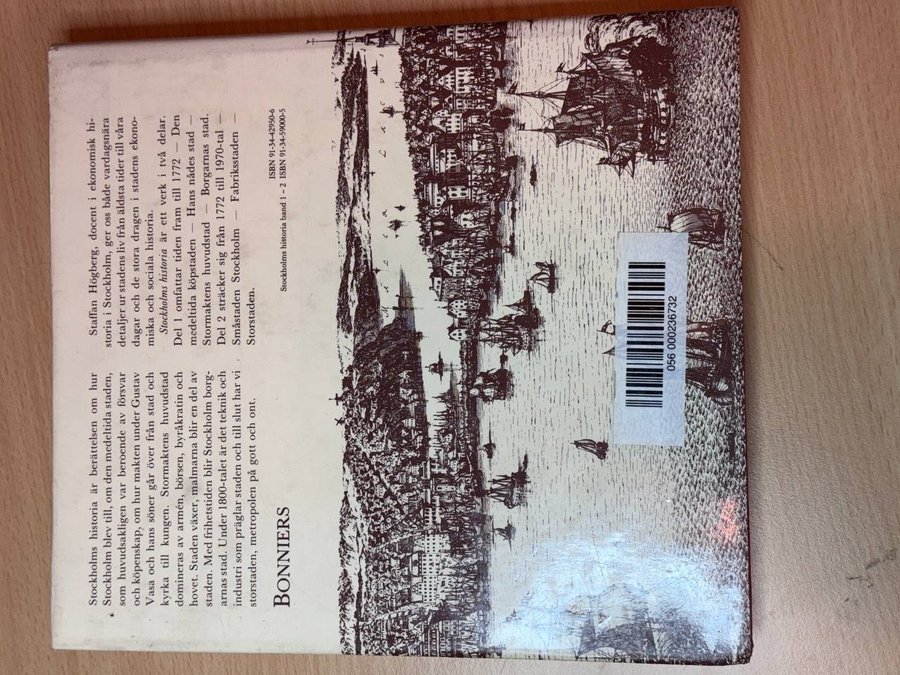 Stockholms historia är berättelsen om hur
Stockholm blev till, om den medeltida staden,
som huvudsakligen var beroende av försvar
och köpenskap, om hur makten under Gustav
Vasa och hans söner går över från stad och
kyrka till kungen. Stormaktens huvudstad
domineras av armén, börsen, byråkratin och
hovet. Staden växer, malmarna blir en del av
staden. Med frihetstiden blir Stockholm borg-
arnas stad. Under 1800-talet är det teknik och
industri som präglar staden och till slut har vi
storstaden, metropolen på gott och ont.
BONNIERS
Staffan Högberg, docent i ekonomisk hi-
storia i Stockholm, ger oss både vardagsnära
detaljer ur stadens liv från äldsta tider till våra
dagar och de stora dragen i stadens ekono-
miska och sociala historia.
Stockholms historia är ett verk i två delar.
Del 1 omfattar tiden fram till 1772 — Den
medeltida köpstaden — Hans nådes stad —
Stormaktens huvudstad — Borgarnas stad.
Del 2 sträcker sig från 1772 till 1970-tal —
Småstaden Stockholm — Fabriksstaden —
Storstaden.
ISBN 91-34-42950-6
Stockholms historia band 1 – 2 ISBN 91-34-59000-5
056 000236732